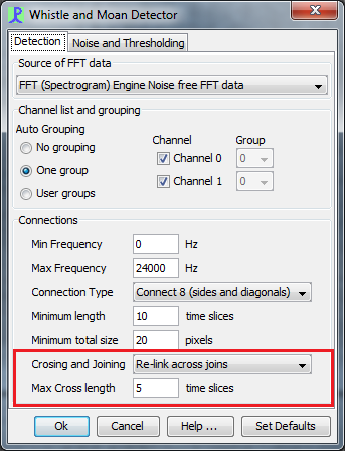 Whistle and Moan Detector
Detection Noise and Thresholding
Source of FFT data
FFT (Spectrogram) Engine Noise free FFT data
Channel list and grouping
Auto Grouping
No grouping
One group
User groups
Channel Group
Channel 0 0
Channel 1 0
Connections
Min Frequency 0 Hz
Max Frequency 24000 Hz
Connection Type Connect 8 (sides and diagonals)
Minimum length 10 time slices
Minimum total size 20 pixels
Crosing and Joining Re-link across joins
Max Cross length 5 time slices
Ok Cancel Help ... Set Defaults